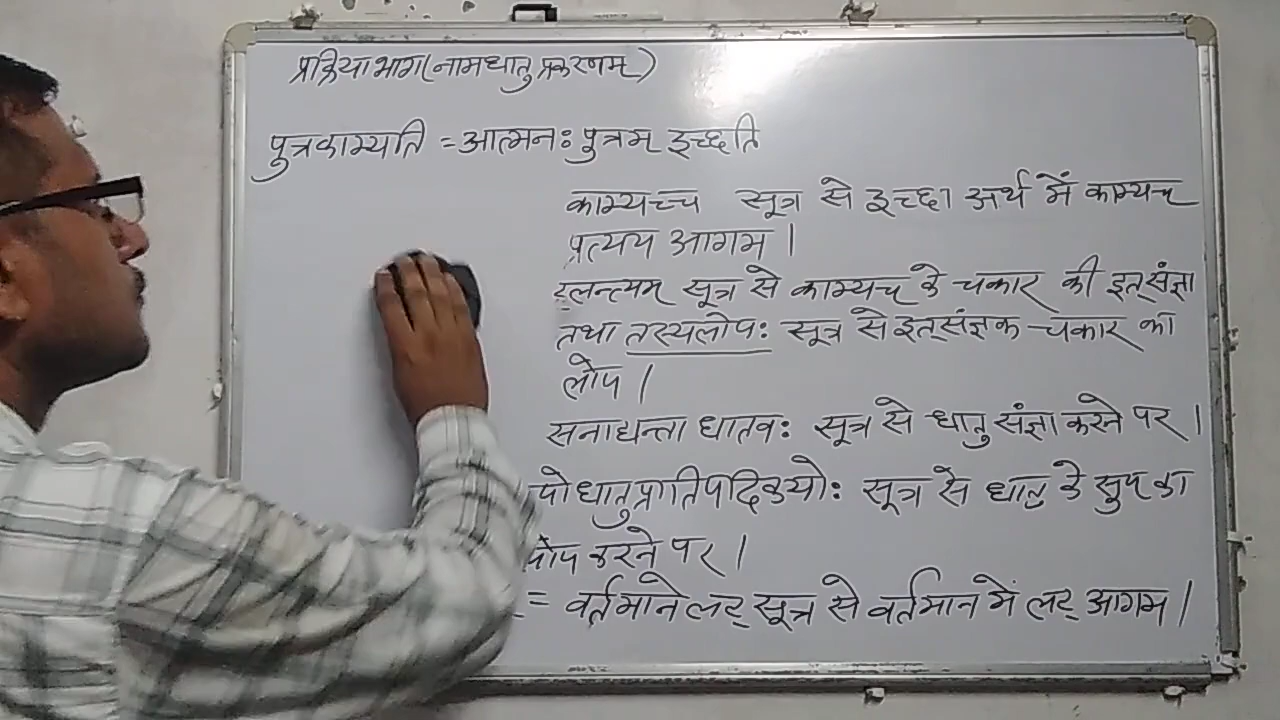 प्रक्रियाभाग(नामधातुप्रकरणम्)
पुत्रकाम्यति = आत्मनः पुत्रम् इच्छति
काम्यच्च सूत्र से इच्छा अर्थ में काम्यच्
प्रत्यय आगम।
हलन्त्यम् सूत्र से काम्यच् के चकार की इत्संज्ञा
तथा तस्यलोपः सूत्र से इत्संज्ञक चकार का
लोप।
सनाद्यन्ता धातवः सूत्र से धातु संज्ञा करने पर।
पोधातुप्रातिपदिकयोः सूत्र से धातु के सुप् का
लोप करने पर।
= वर्तमाने लट् सूत्र से वर्तमान में लट् आगम।